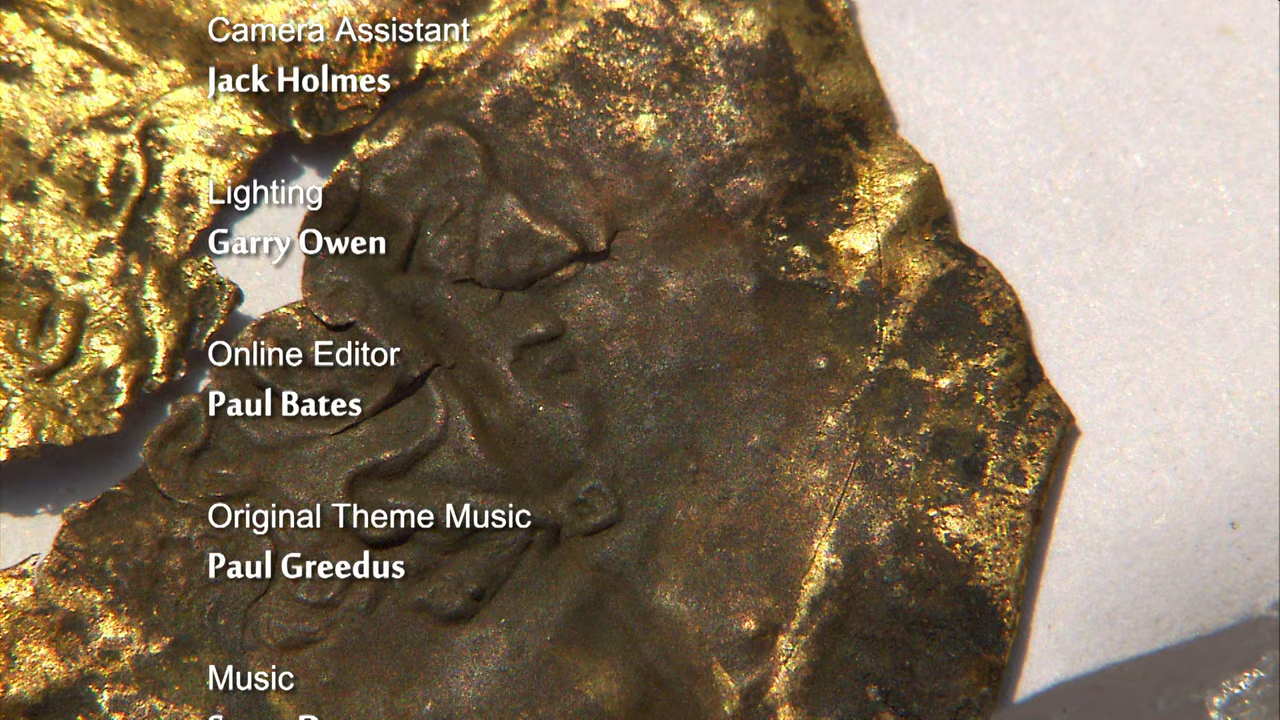 Camera Assistant
Jack Holmes
Lighting
Garry Owen
Online Editor
Paul Bates
Original Theme Music
Paul Greedus
Music